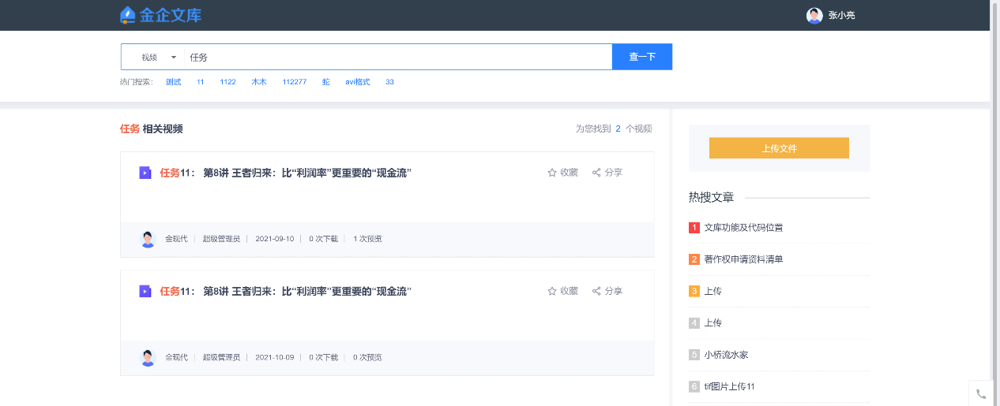 金企文库
张小亮
视频 任务 查一下
热门搜索： 测试 11 1122 木木 112277 蛇 avi格式 33
任务 相关视频 为您找到 2 个视频
任务11： 第8讲 王者归来：比“利润率”更重要的“现金流” 收藏 分享
金现代 超级管理员 2021-09-10 0 次下载 1 次预览
任务11： 第8讲 王者归来：比“利润率”更重要的“现金流” 收藏 分享
金现代 超级管理员 2021-10-09 0 次下载 0 次预览
上传文件
热搜文章
1 文库功能及代码位置
2 著作权申请资料清单
3 上传
4 上传
5 小桥流水家
6 tif图片上传11